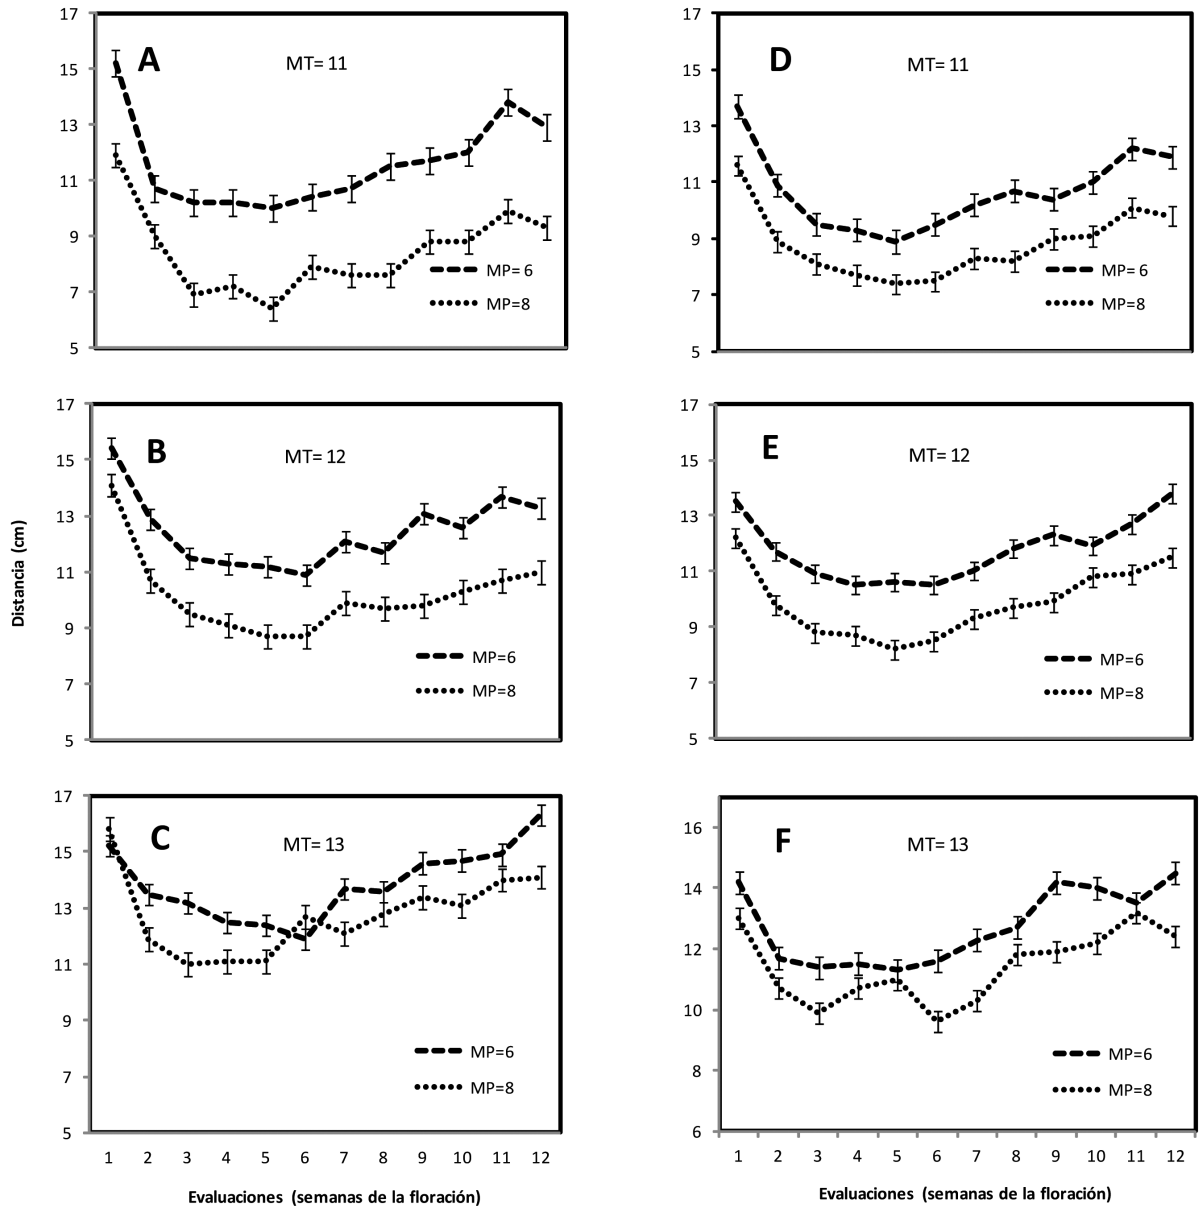 17
15
13
11
9
7
5
A
MT= 11
MP= 6
MP=8
17
15
13
11
9
7
5
D
MT= 11
MP= 6
MP=8
Distancia (cm)
17
15
13
11
9
7
5
B
MT= 12
MP=6
MP=8
17
15
13
11
9
7
5
E
MT= 12
MP=6
MP=8
17
15
13
11
9
7
5
C
MT= 13
MP=6
MP=8
1 2 3 4 5 6 7 8 9 10 11 12
Evaluaciones (semanas de la floración)
16
14
12
10
8
6
F
MT= 13
MP=6
MP=8
1 2 3 4 5 6 7 8 9 10 11 12
Evaluaciones (semanas de la floración)